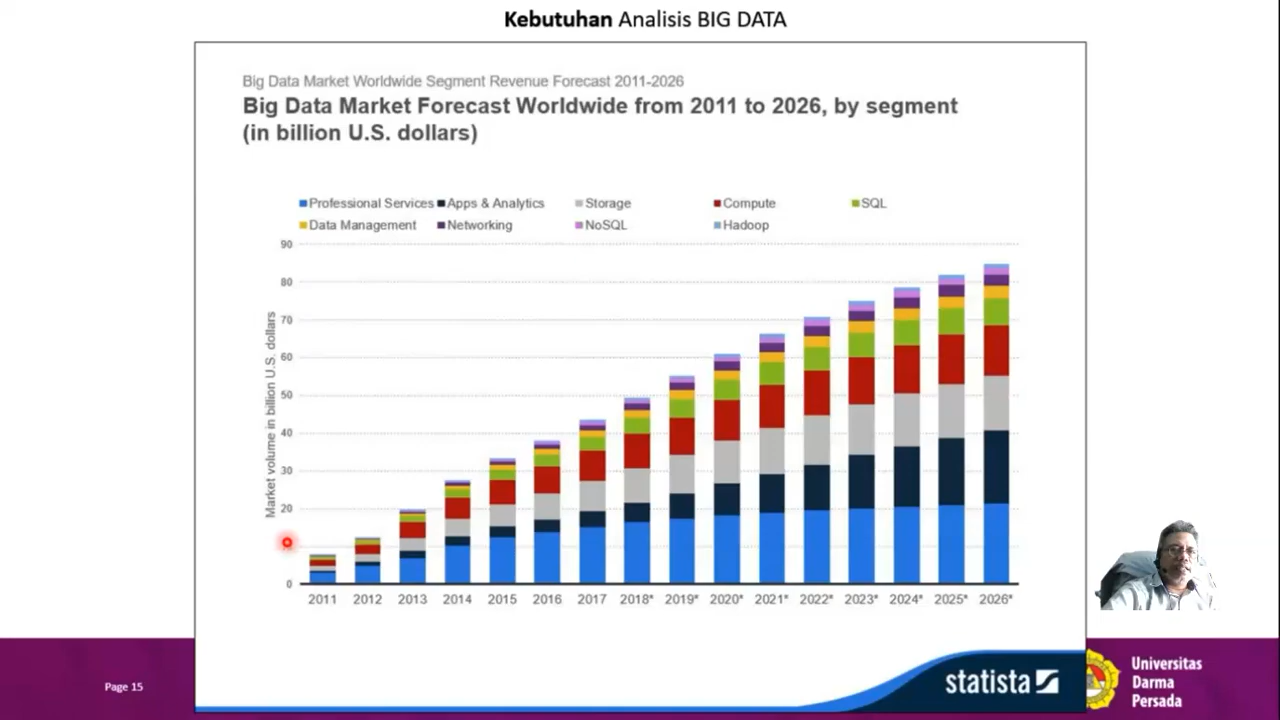 Kebutuhan Analisis BIG DATA
Big Data Market Worldwide Segment Revenue Forecast 2011-2026
Big Data Market Forecast Worldwide from 2011 to 2026, by segment
(in billion U.S. dollars)
Professional Services Apps & Analytics Storage Compute SQL
Data Management Networking NoSQL Hadoop
Market volume in billion U.S. dollars
90
80
70
60
50
40
30
20
0
2011 2012 2013 2014 2015 2016 2017 2018* 2019* 2020* 2021* 2022* 2023* 2024* 2025* 2026*
statista
Page 15
Universitas
Darma
Persada